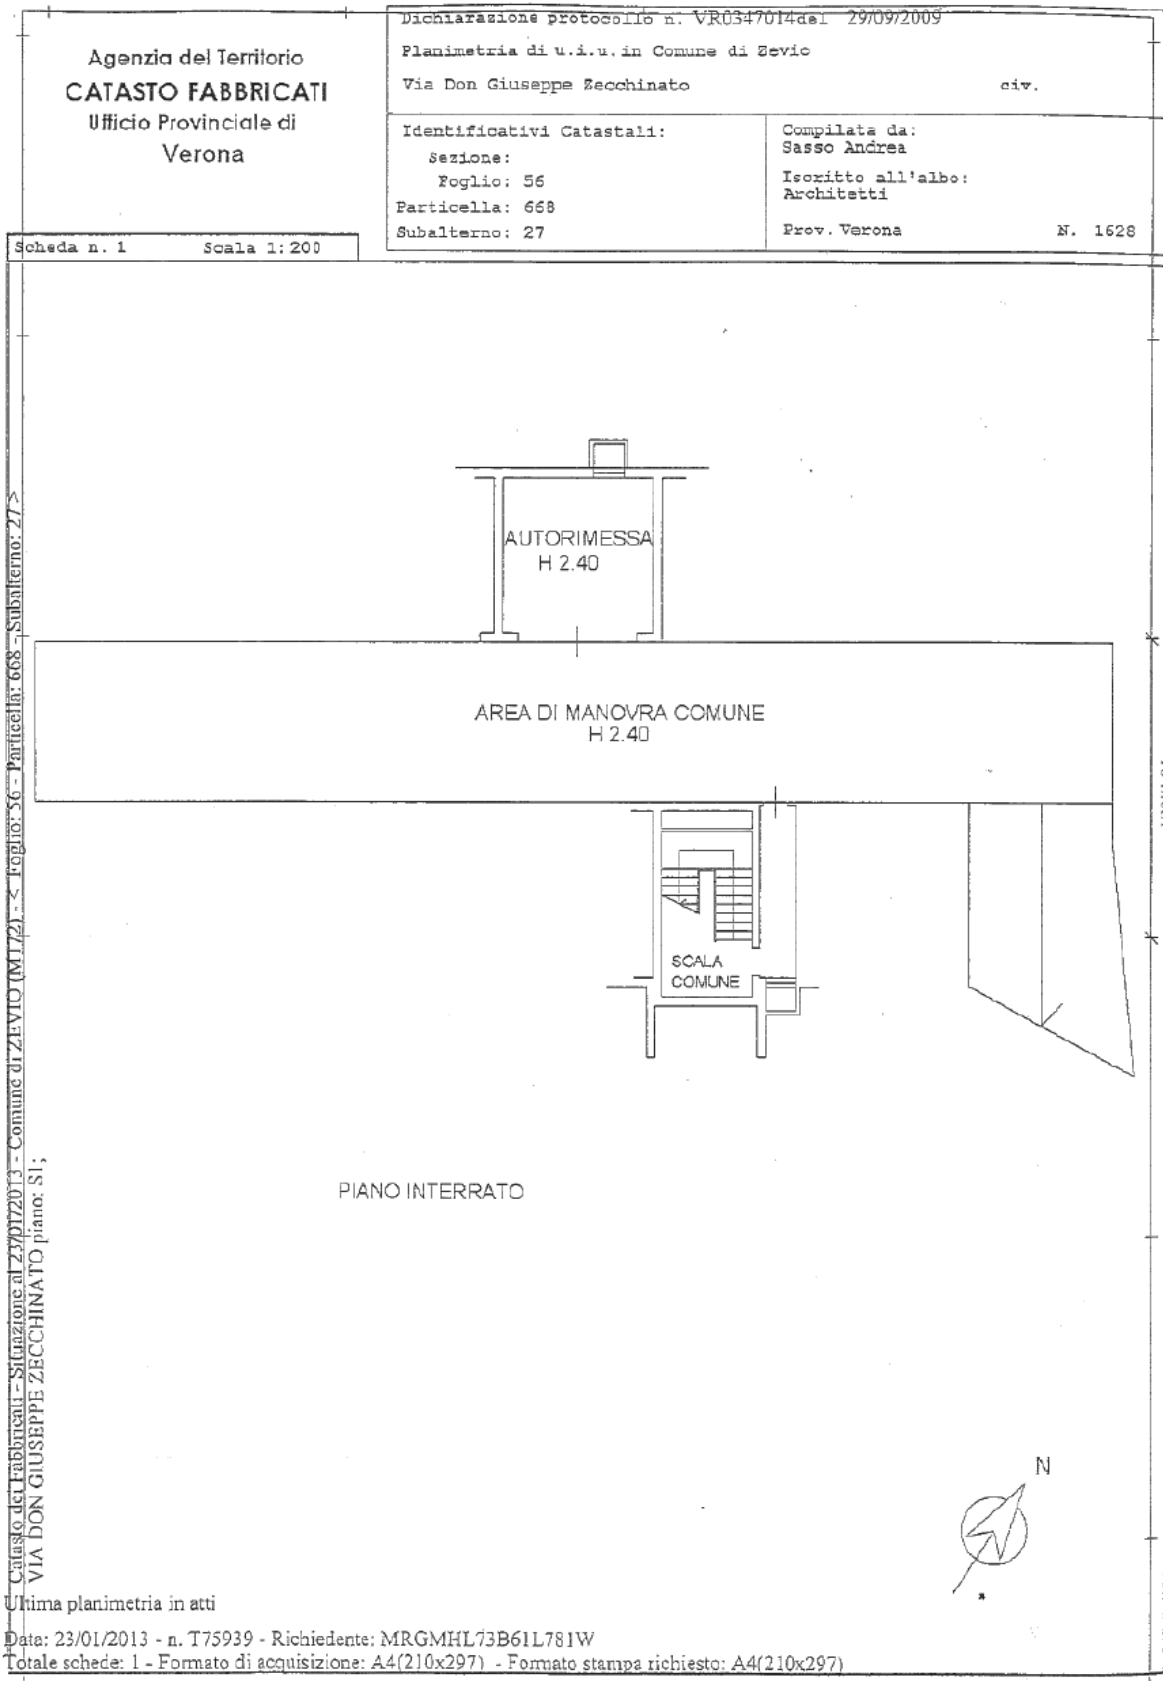 Agenzia del Territorio
CATASTO FABBRICATI
Ufficio Provinciale di
Verona
Dichiarazione protocollo n. VR0347014del 29/09/2009
Planimetria di u.i.u. in Comune di Zevio
Via Don Giuseppe Zecchinato civ.
Identificativi Catastali:
Sezione:
Foglio: 56
Particella: 668
Subalterno: 27
Compilata da:
Sasso Andrea
Iscritto all'albo:
Architetti
Prov. Verona N. 1628
Scheda n. 1 Scala 1:200
AUTORIMESSA
H 2.40
AREA DI MANOVRA COMUNE
H 2.40
SCALA
COMUNE
PIANO INTERRATO
N
Catasto dei Fabbricati - Situazione al 23/01/2013 - Comune di ZEVIO (M172) - < Foglio: 56 - Particella: 668 - Subalterno: 27 >
VIA DON GIUSEPPE ZECCHINATO piano: S1;
Ultima planimetria in atti
Data: 23/01/2013 - n. T75939 - Richiedente: MRGMHL73B61L781W
Totale schede: 1 - Formato di acquisizione: A4(210x297) - Formato stampa richiesto: A4(210x297)